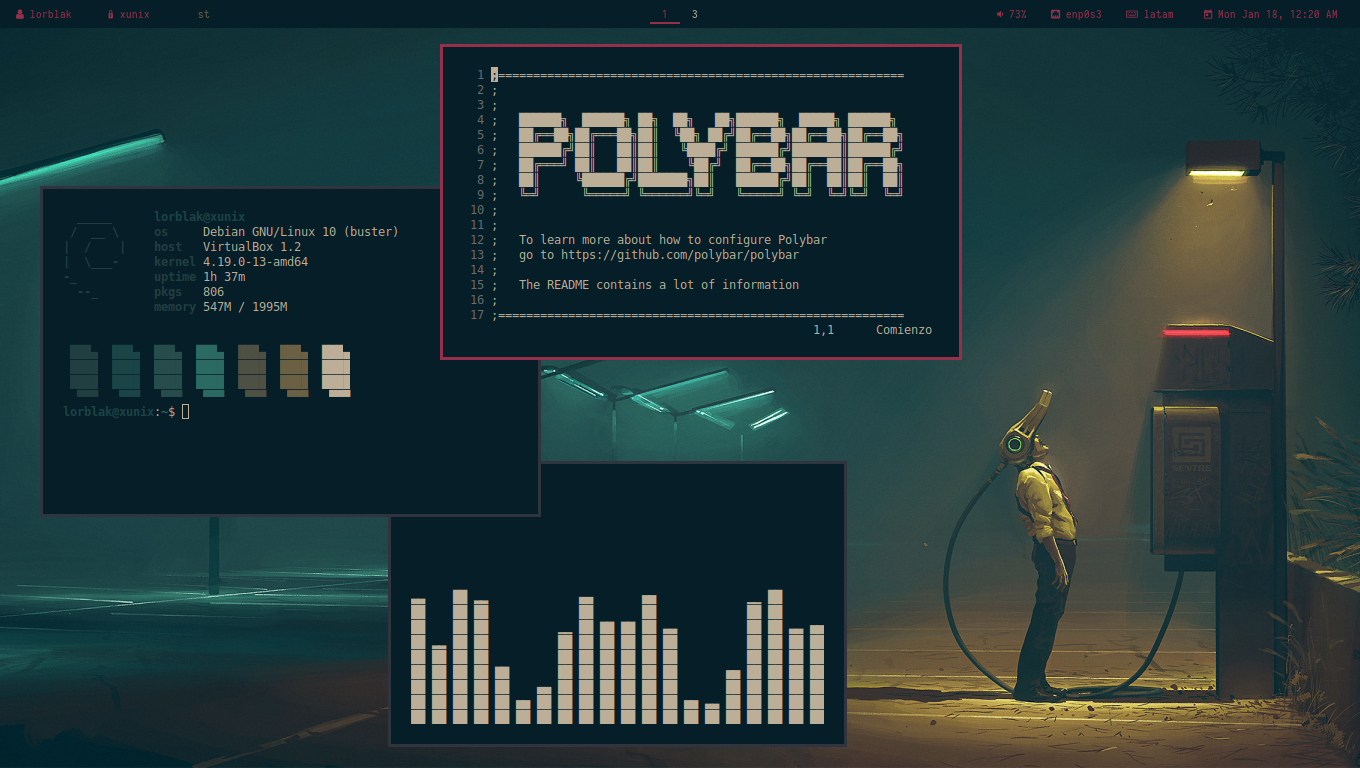 lorblak xunix st 1 3 73% enp0s3 latam Mon Jan 18, 12:20 AM
1 ;==========================================================
2 ;
3 ;
4 ;
5 ;
6 ;
7 ;
8 ;
9 ;
POLYBAR
10 ;
11 ;
12 ; To learn more about how to configure Polybar
13 ; go to https://github.com/polybar/polybar
14 ;
15 ; The README contains a lot of information
16 ;
17 ;==========================================================
1,1 Comienzo
lorblak@xunix
os Debian GNU/Linux 10 (buster)
host VirtualBox 1.2
kernel 4.19.0-13-amd64
uptime 1h 37m
pkgs 806
memory 547M / 1995M
lorblak@xunix:~$
SENTRE